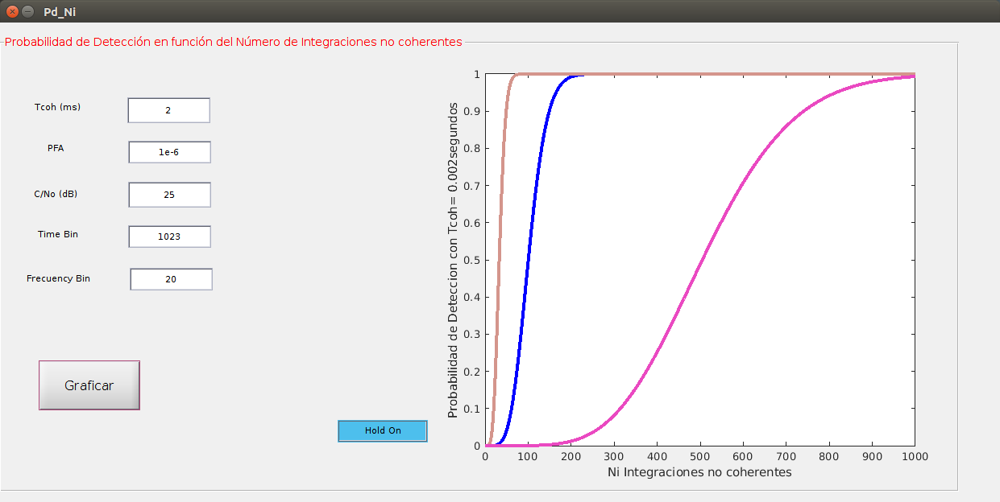 Pd_Ni
Probabilidad de Detección en función del Número de Integraciones no coherentes
Tcoh (ms)
2
PFA
1e-6
C/No (dB)
25
Time Bin
1023
Frecuency Bin
20
Graficar
Hold On
Probabilidad de Deteccion con Tcoh= 0.002segundos
1
0.9
0.8
0.7
0.6
0.5
0.4
0.3
0.2
0.1
0
0 100 200 300 400 500 600 700 800 900 1000
Ni Integraciones no coherentes